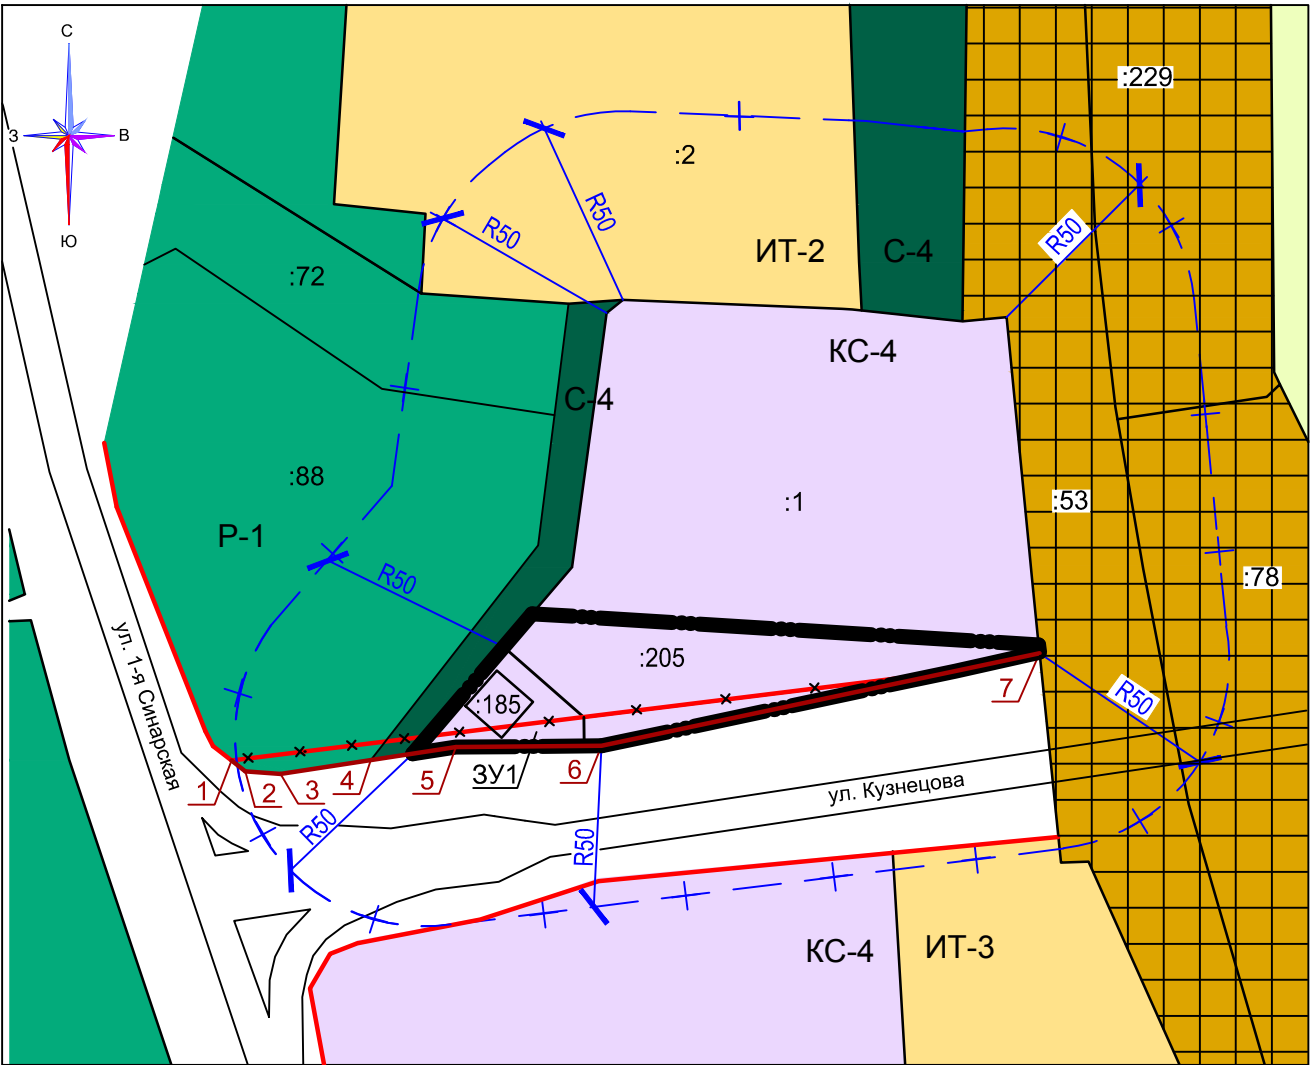 С
З
В
Ю
:229
:2
R50
R50
ИТ-2
С-4
R50
:72
КС-4
С-4
:88
:1
:53
Р-1
R50
:78
ул. 1-я Синарская
:205
7
R50
:185
1
2
3
4
5
ЗУ1
6
R50
R50
ул. Кузнецова
КС-4
ИТ-3